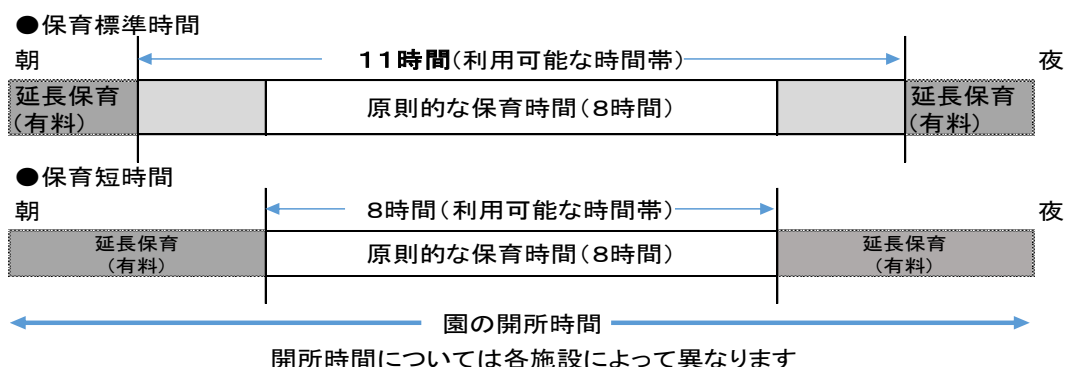 ●保育標準時間
朝 11時間(利用可能な時間帯) 夜
延長保育
(有料)
原則的な保育時間(8時間)
延長保育
(有料)
●保育短時間
朝 8時間(利用可能な時間帯) 夜
延長保育
(有料)
原則的な保育時間(8時間)
延長保育
(有料)
園の開所時間
開所時間については各施設によって異なります